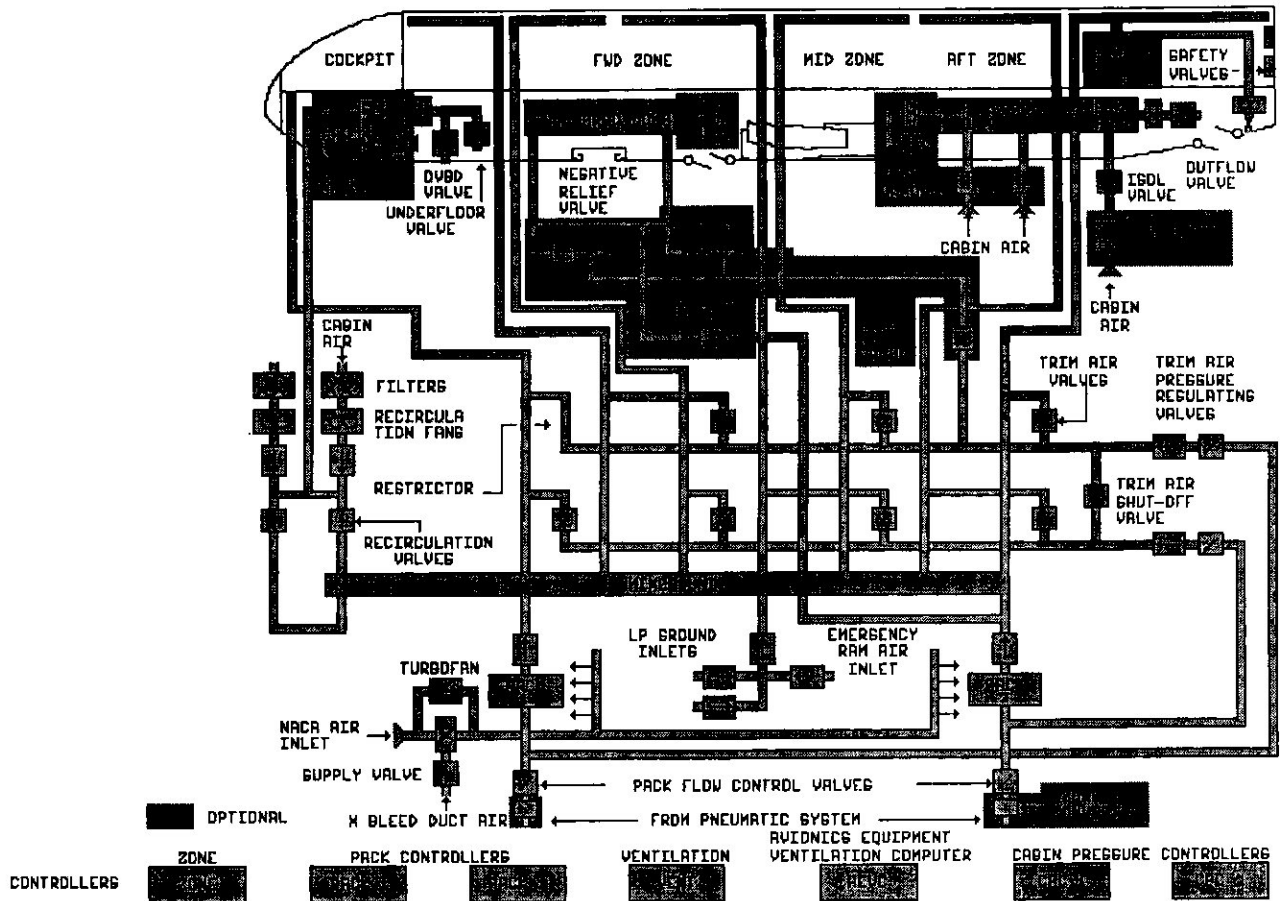 COCKPIT
FWD ZONE
MID ZONE
AFT ZONE
SAFETY
VALVES
OVBD
VALVE
UNDERFLOOR
VALVE
NEGATIVE
RELIEF
VALVE
CABIN AIR
ISOL
VALVE
OUTFLOW
VALVE
CABIN
AIR
CABIN
AIR
FILTERS
RECIRCULA
TION FANS
RESTRICTOR
RECIRCULATION
VALVES
TRIM AIR
VALVES
TRIM AIR
PRESSURE
REGULATING
VALVES
TRIM AIR
SHUT-OFF
VALVE
LP GROUND
INLETS
EMERGENCY
RAM AIR
INLET
TURBOFAN
NACA AIR
INLET
SUPPLY VALVE
PACK FLOW CONTROL VALVES
OPTIONAL
X BLEED DUCT AIR
FROM PNEUMATIC SYSTEM
CONTROLLERS
ZONE
PACK CONTROLLERS
VENTILATION
AVIONICS EQUIPMENT
VENTILATION COMPUTER
CABIN PRESSURE CONTROLLERS